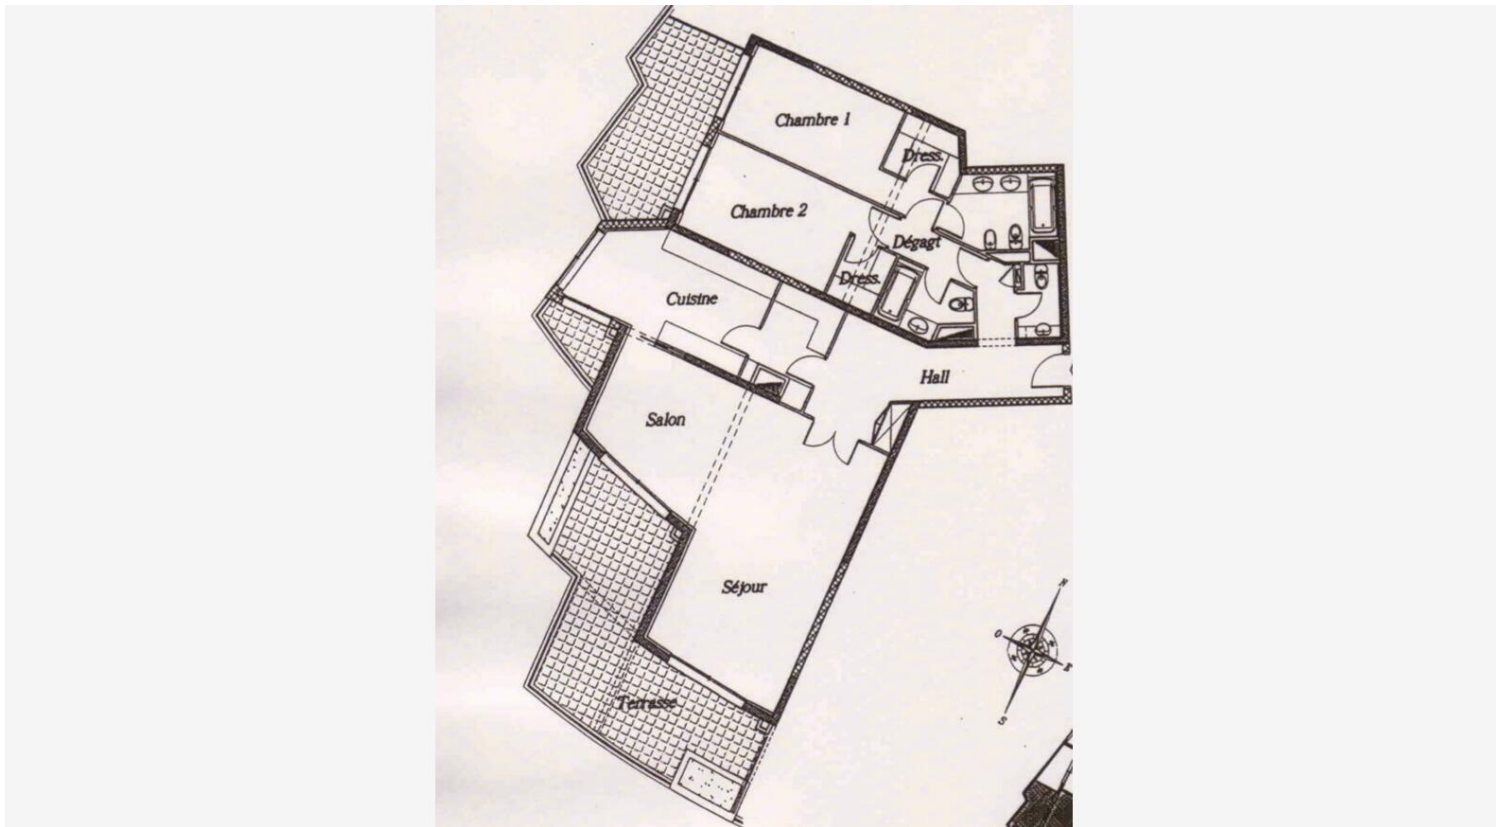 Chambre 1
Dress.
Chambre 2
Dégagt
Dress.
Cuisine
Hall
Salon
Séjour
Terrasse
N
O
E
S